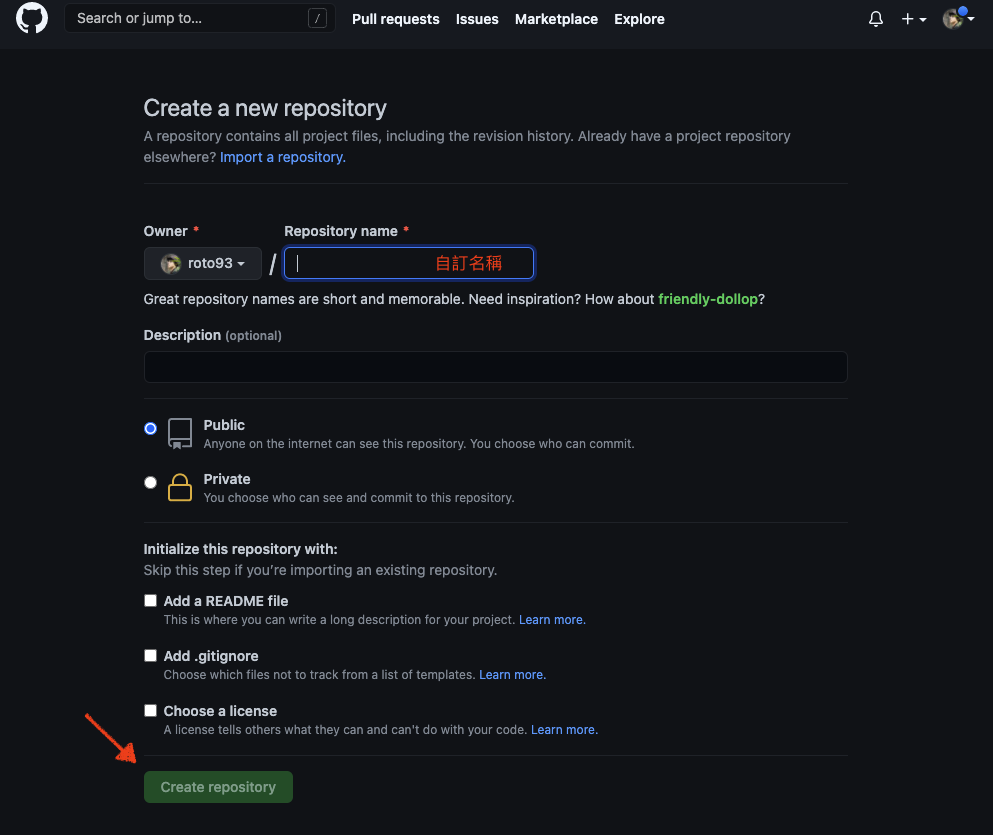 Search or jump to... /
Pull requests Issues Marketplace Explore
Create a new repository
A repository contains all project files, including the revision history. Already have a project repository
elsewhere? Import a repository.
Owner * Repository name *
roto93 / 自訂名稱
Great repository names are short and memorable. Need inspiration? How about friendly-dollop?
Description (optional)
Public
Anyone on the internet can see this repository. You choose who can commit.
Private
You choose who can see and commit to this repository.
Initialize this repository with:
Skip this step if you’re importing an existing repository.
Add a README file
This is where you can write a long description for your project. Learn more.
Add .gitignore
Choose which files not to track from a list of templates. Learn more.
Choose a license
A license tells others what they can and can't do with your code. Learn more.
Create repository